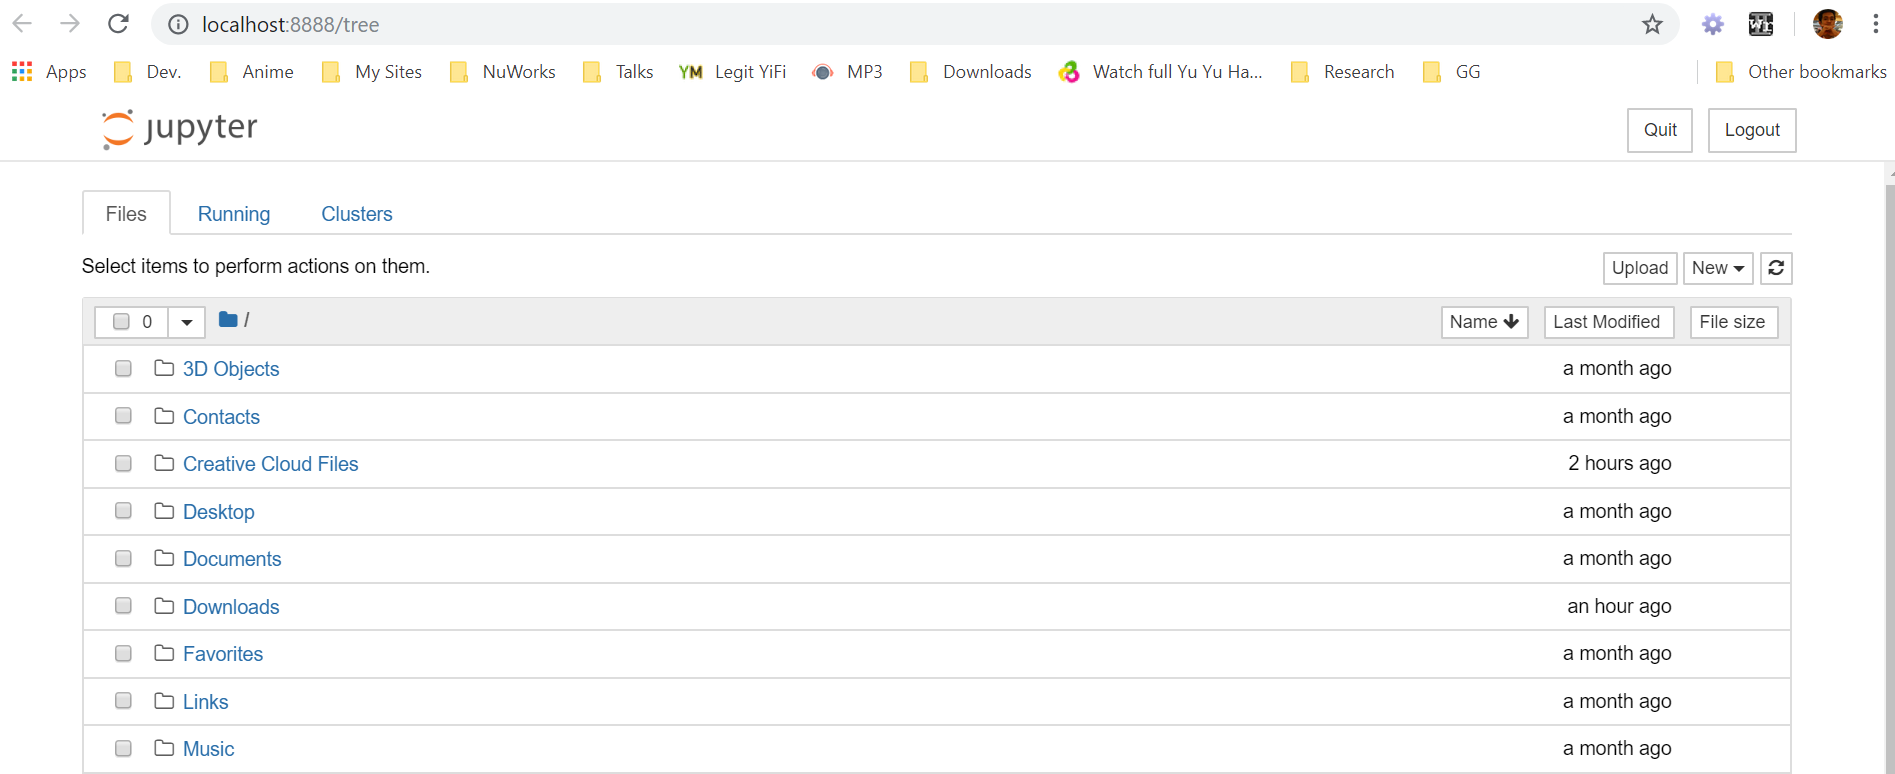 localhost:8888/tree
Apps Dev. Anime My Sites NuWorks Talks YM Legit YiFi MP3 Downloads Watch full Yu Yu Ha... Research GG Other bookmarks
jupyter Quit Logout
Files Running Clusters
Select items to perform actions on them. Upload New
0 / Name Last Modified File size
3D Objects a month ago
Contacts a month ago
Creative Cloud Files 2 hours ago
Desktop a month ago
Documents a month ago
Downloads an hour ago
Favorites a month ago
Links a month ago
Music a month ago